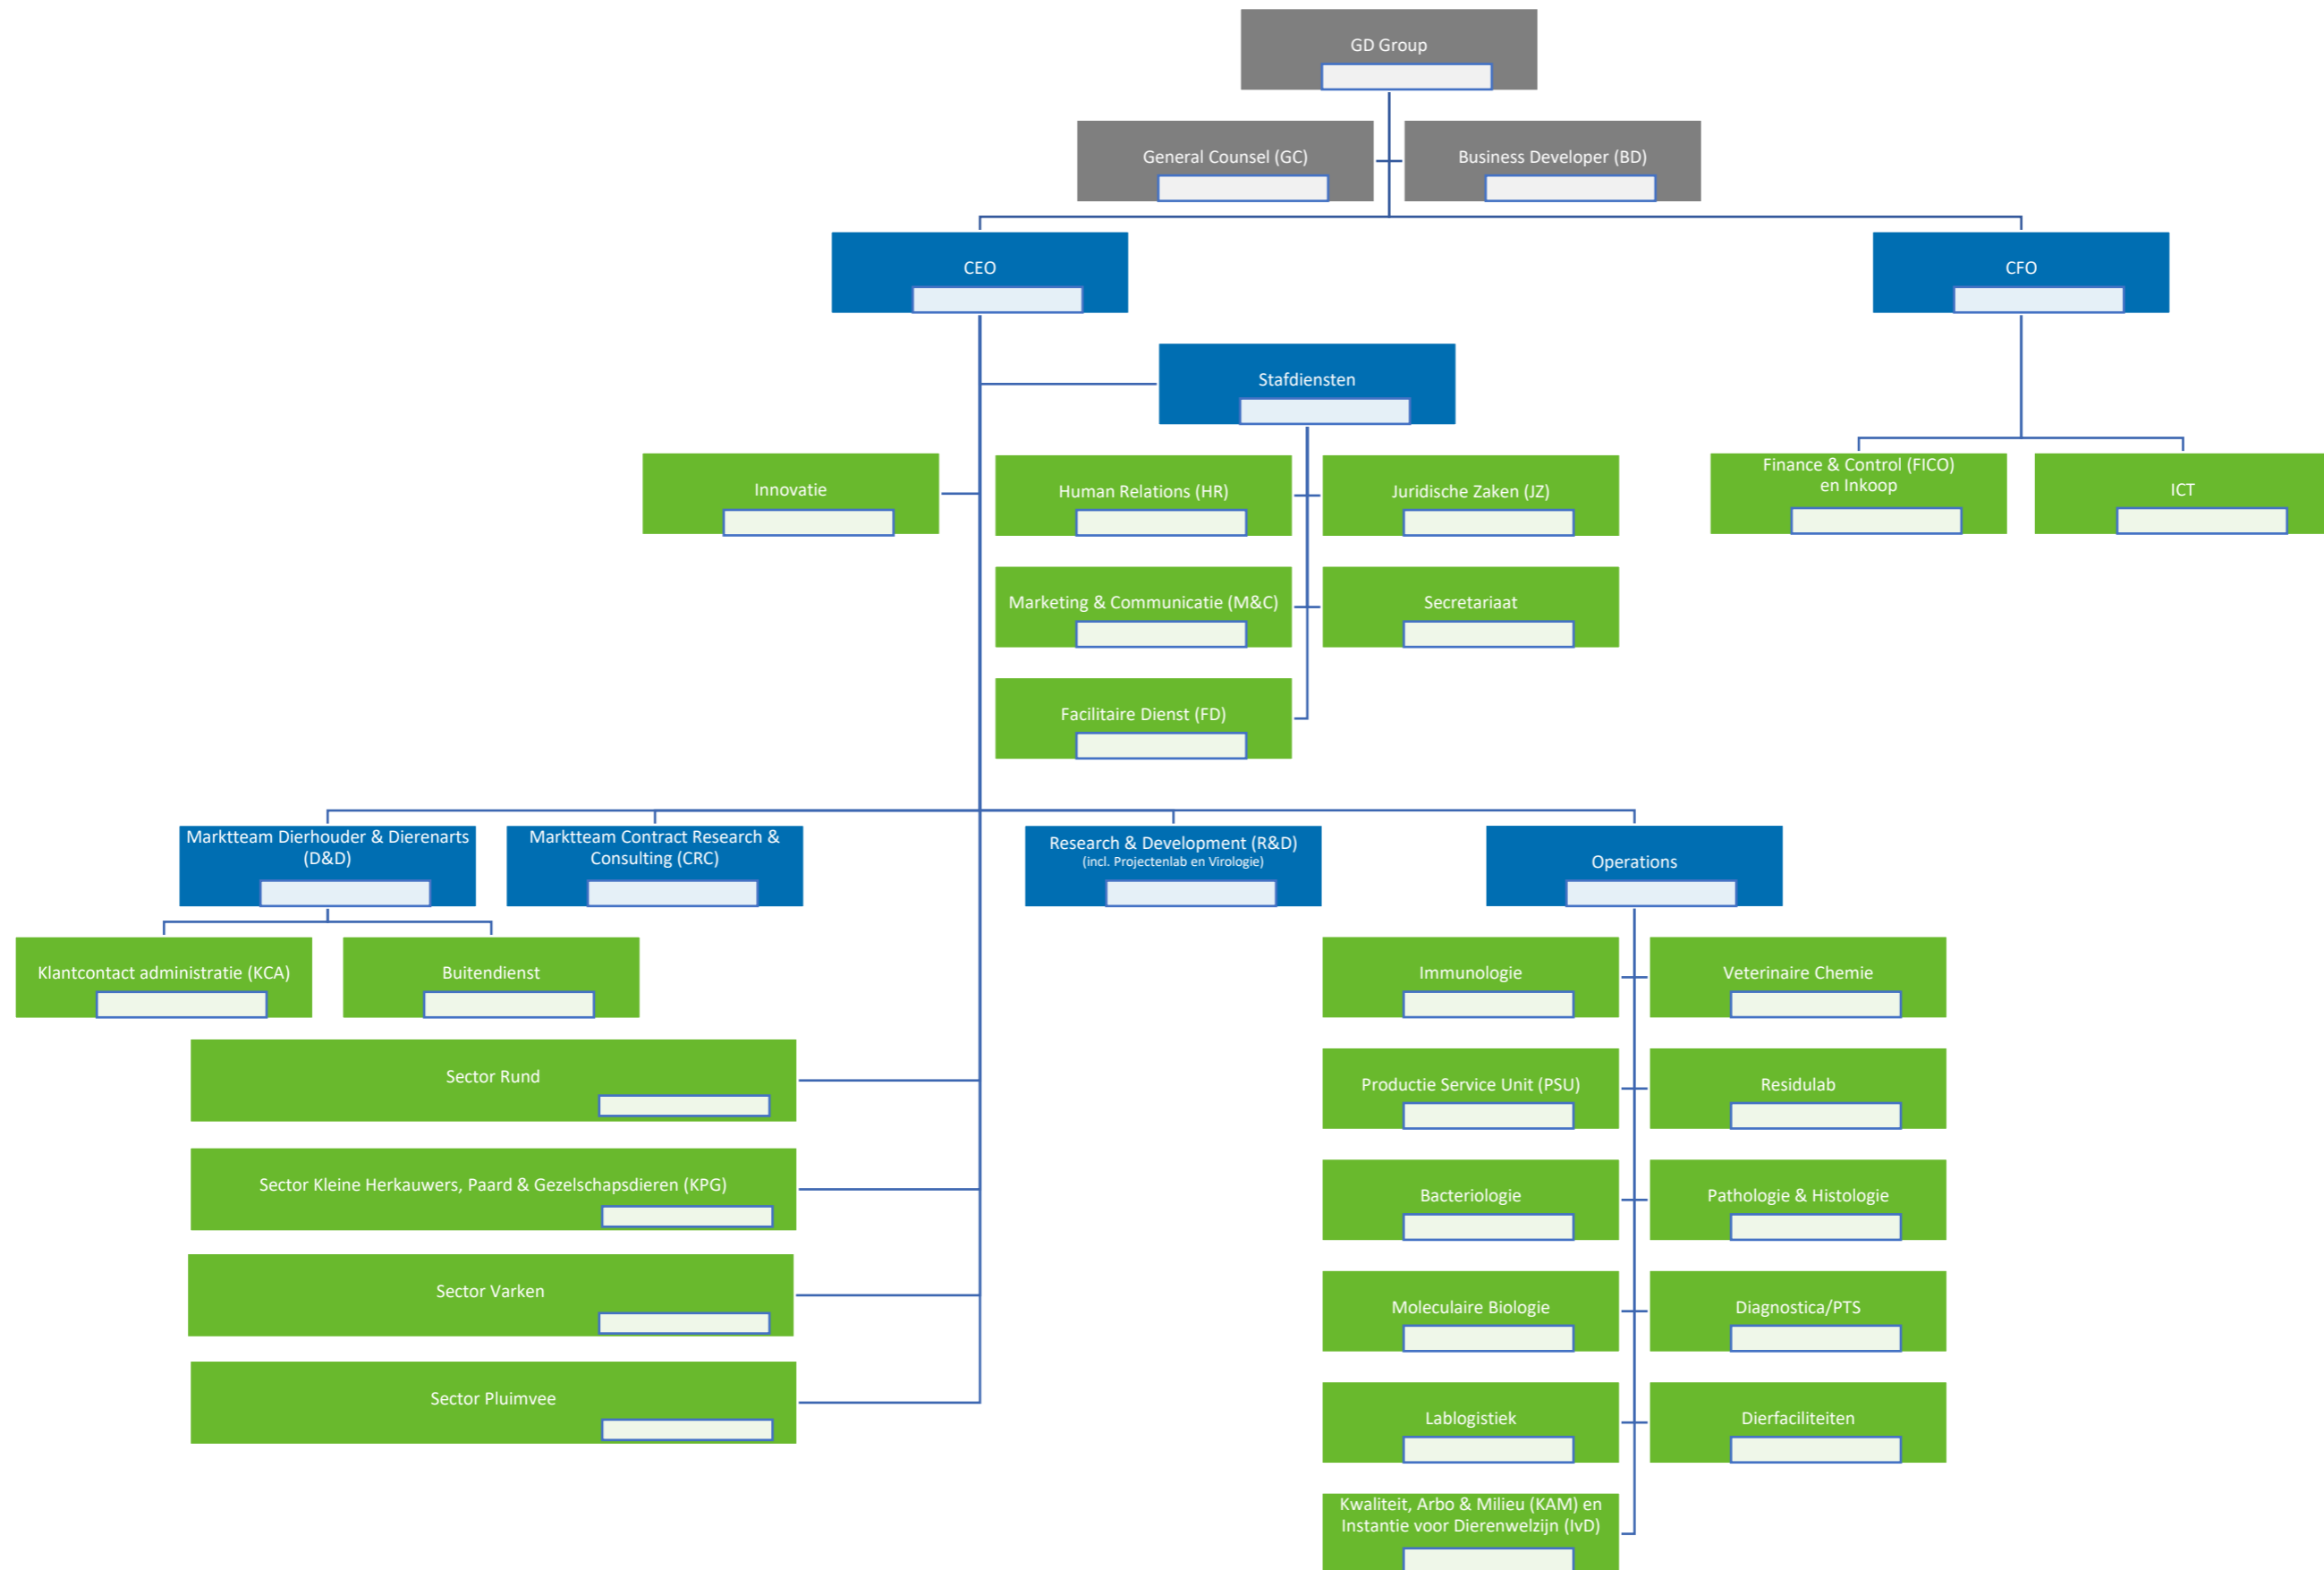 GD Group
General Counsel (GC)
Business Developer (BD)
CEO
CFO
Stafdiensten
Innovatie
Human Relations (HR)
Juridische Zaken (JZ)
Finance & Control (FICO)
en Inkoop
ICT
Marketing & Communicatie (M&C)
Secretariaat
Facilitaire Dienst (FD)
Marktteam Dierhouder & Dierenarts
(D&D)
Marktteam Contract Research &
Consulting (CRC)
Research & Development (R&D)
(incl. Projectenlab en Virologie)
Operations
Klantcontact administratie (KCA)
Buitendienst
Immunologie
Veterinaire Chemie
Sector Rund
Productie Service Unit (PSU)
Residulab
Sector Kleine Herkauwers, Paard & Gezelschapsdieren (KPG)
Bacteriologie
Pathologie & Histologie
Sector Varken
Moleculaire Biologie
Diagnostica/PTS
Sector Pluimvee
Lablogistiek
Dierfaciliteiten
Kwaliteit, Arbo & Milieu (KAM) en
Instantie voor Dierenwelzijn (IvD)